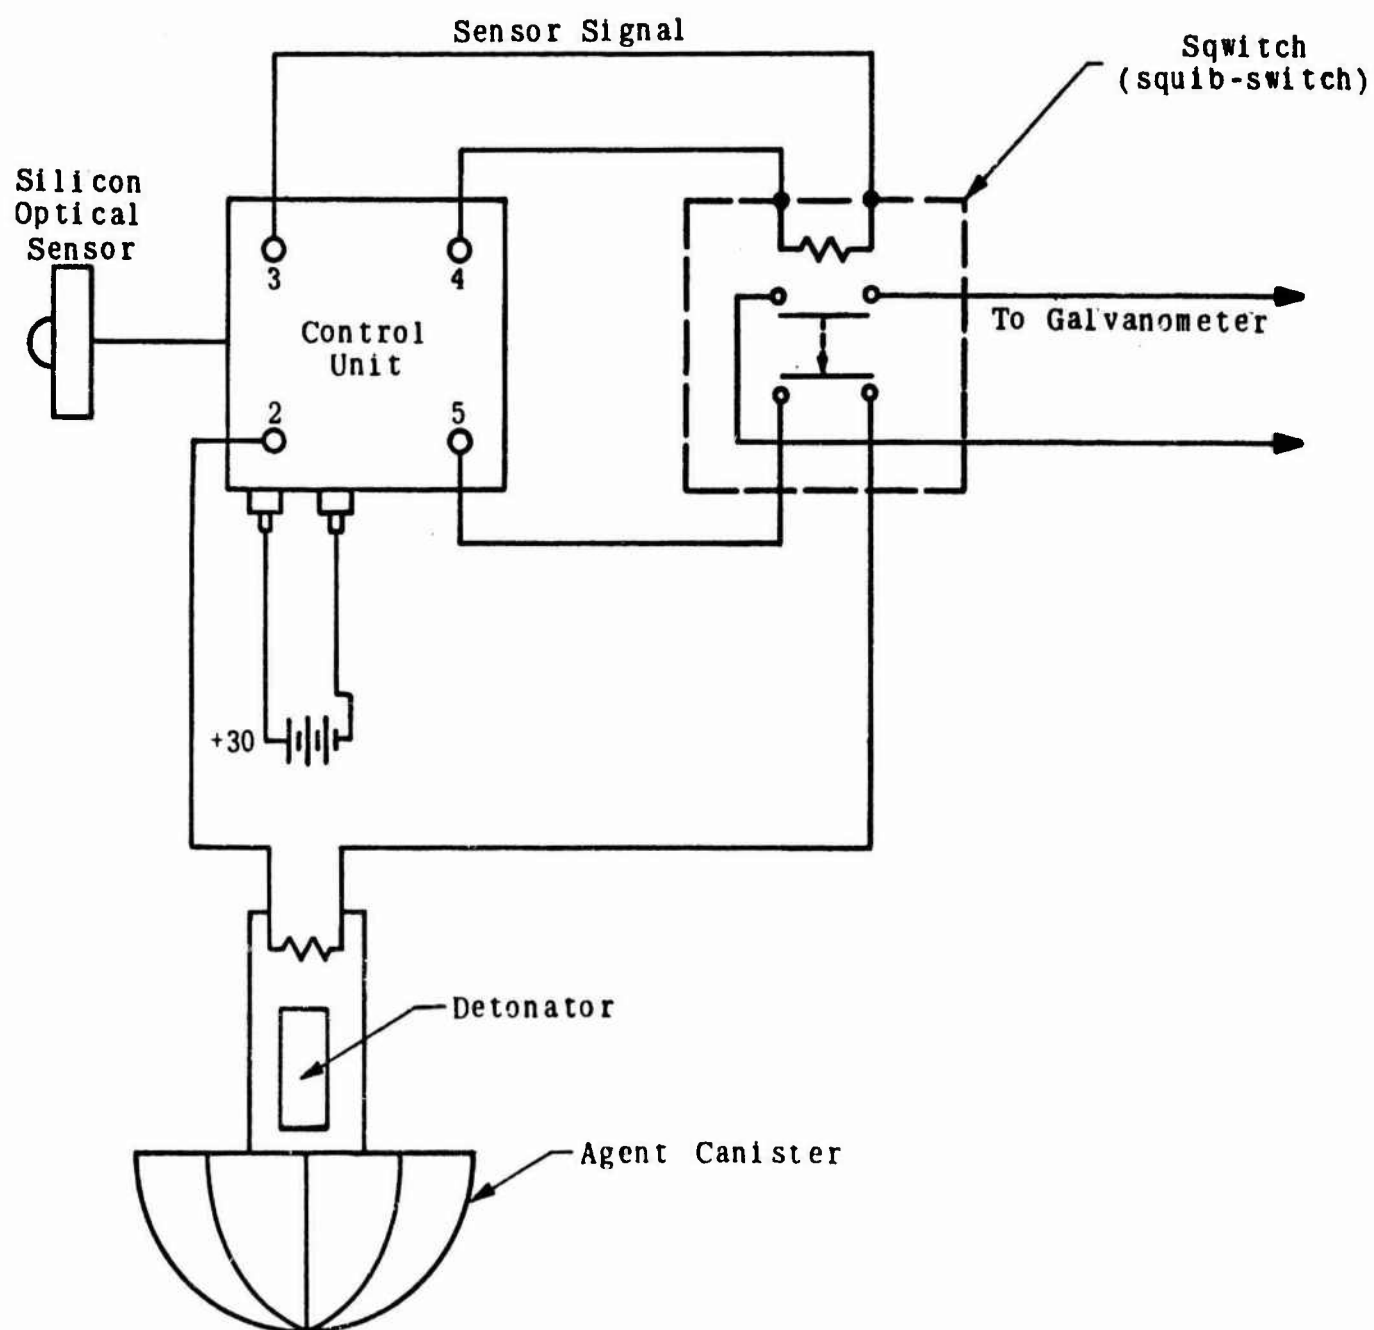 Sensor Signal
Sqwitch
(squib-switch)
Silicon
Optical
Sensor
3
4
Control
Unit
To Galvanometer
2
5
+30
Detonator
Agent Canister